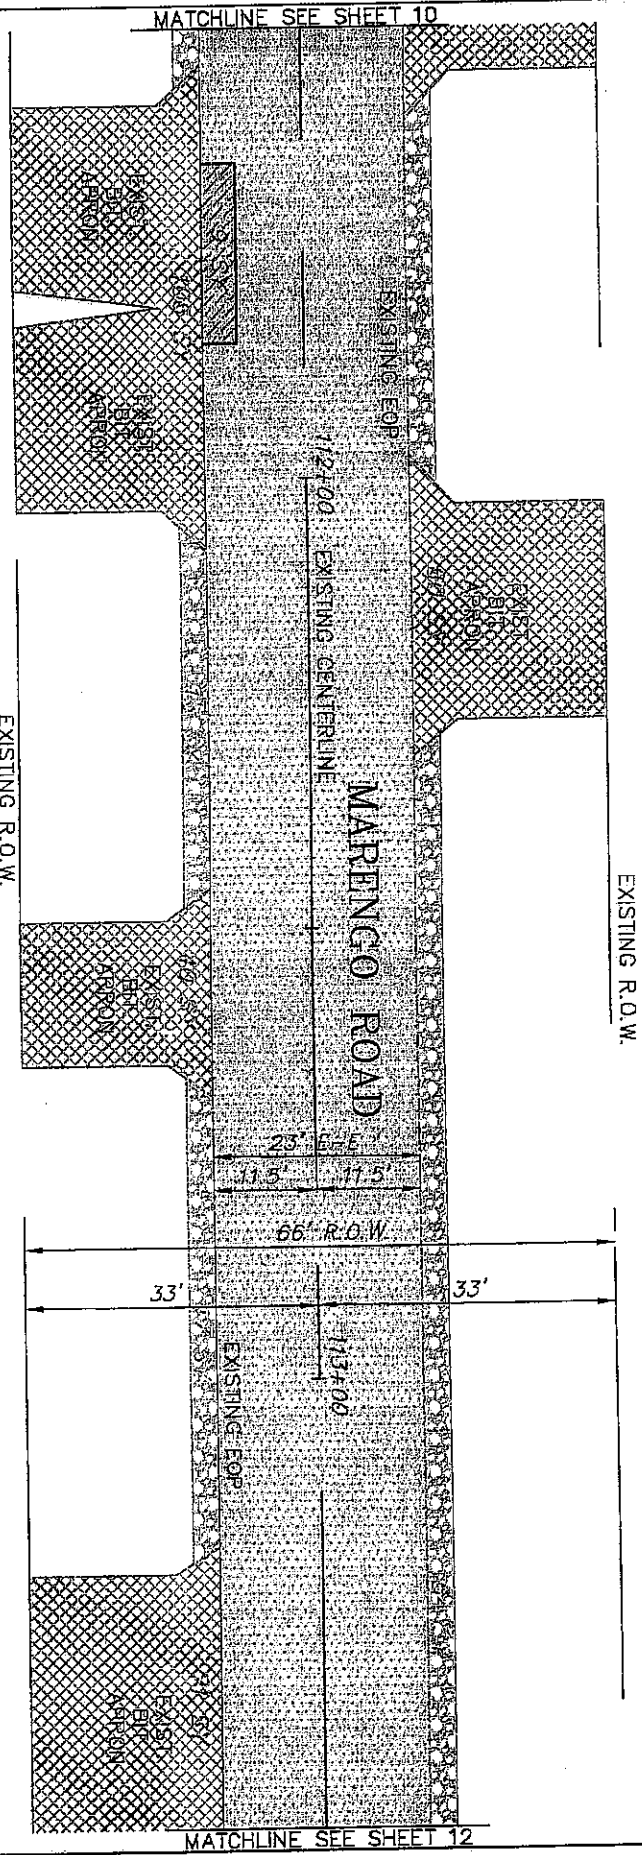 MATCHLINE SEE SHEET 10
EXIST
BIT
APRON
EXISTING EOP
EXIST
BIT
APRON
112+00
EXISTING CENTERLINE
EXIST
BIT
APRON
MARENGO ROAD
EXISTING R.O.W.
EXISTING R.O.W.
EXIST
BIT
APRON
23' E-E
11.5'
11.5'
66' R.O.W
33'
33'
113+00
EXISTING EOP
EXIST
BIT
APRON
MATCHLINE SEE SHEET 12